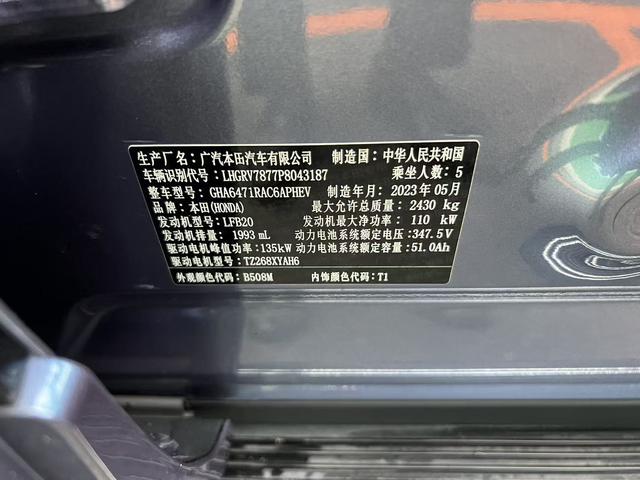 生产厂名：广汽本田汽车有限公司 制造国：中华人民共和国
车辆识别代号：LHGRV7877P8043187 乘坐人数：5
整车型号：GHA6471RAC6APHEV 制造年月：2023年05月
品牌：本田(HONDA) 最大允许总质量：2430 kg
发动机型号：LFB20 发动机最大净功率：110 kW
发动机排量：1993 mL 动力电池系统额定电压：347.5V
驱动电机峰值功率：135kW 动力电池系统额定容量：51.0Ah
驱动电机型号：TZ268XYAH6
外观颜色代码：B508M 内饰颜色代码：T1